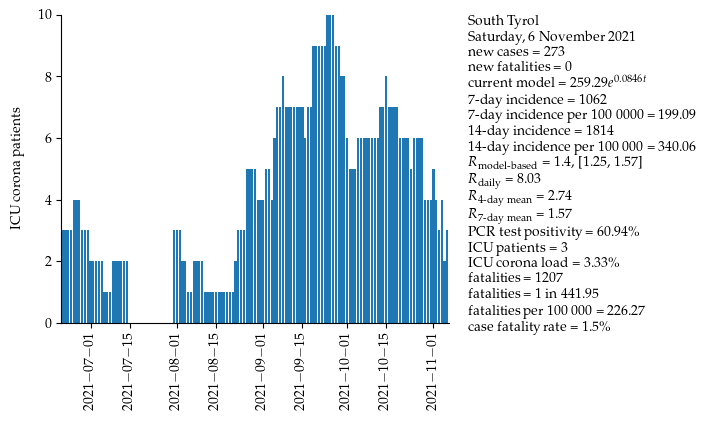 ICU corona patients
10
8
6
4
2
0
2021−07−01
2021−07−15
2021−08−01
2021−08−15
2021−09−01
2021−09−15
2021−10−01
2021−10−15
2021−11−01
South Tyrol
Saturday, 6 November 2021
new cases = 273
new fatalities = 0
current model = 259.29e^0.0846t
7-day incidence = 1062
7-day incidence per 100 0000 = 199.09
14-day incidence = 1814
14-day incidence per 100 000 = 340.06
R model-based = 1.4, [1.25, 1.57]
R daily = 8.03
R 4-day mean = 2.74
R 7-day mean = 1.57
PCR test positivity = 60.94%
ICU patients = 3
ICU corona load = 3.33%
fatalities = 1207
fatalities = 1 in 441.95
fatalities per 100 000 = 226.27
case fatality rate = 1.5%